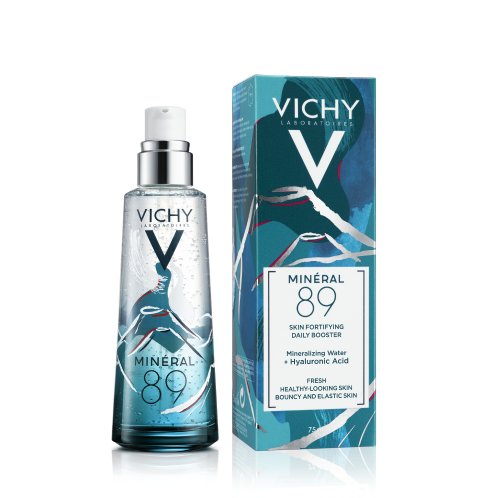 VICHY
LABORATOIRES
V
MINÉRAL
89
VICHY
LABORATOIRES
V
MINÉRAL
89
SKIN FORTIFYING
DAILY BOOSTER
Mineralizing Water
+ Hyaluronic Acid
FRESH
HEALTHY-LOOKING SKIN
BOUNCY AND ELASTIC SKIN